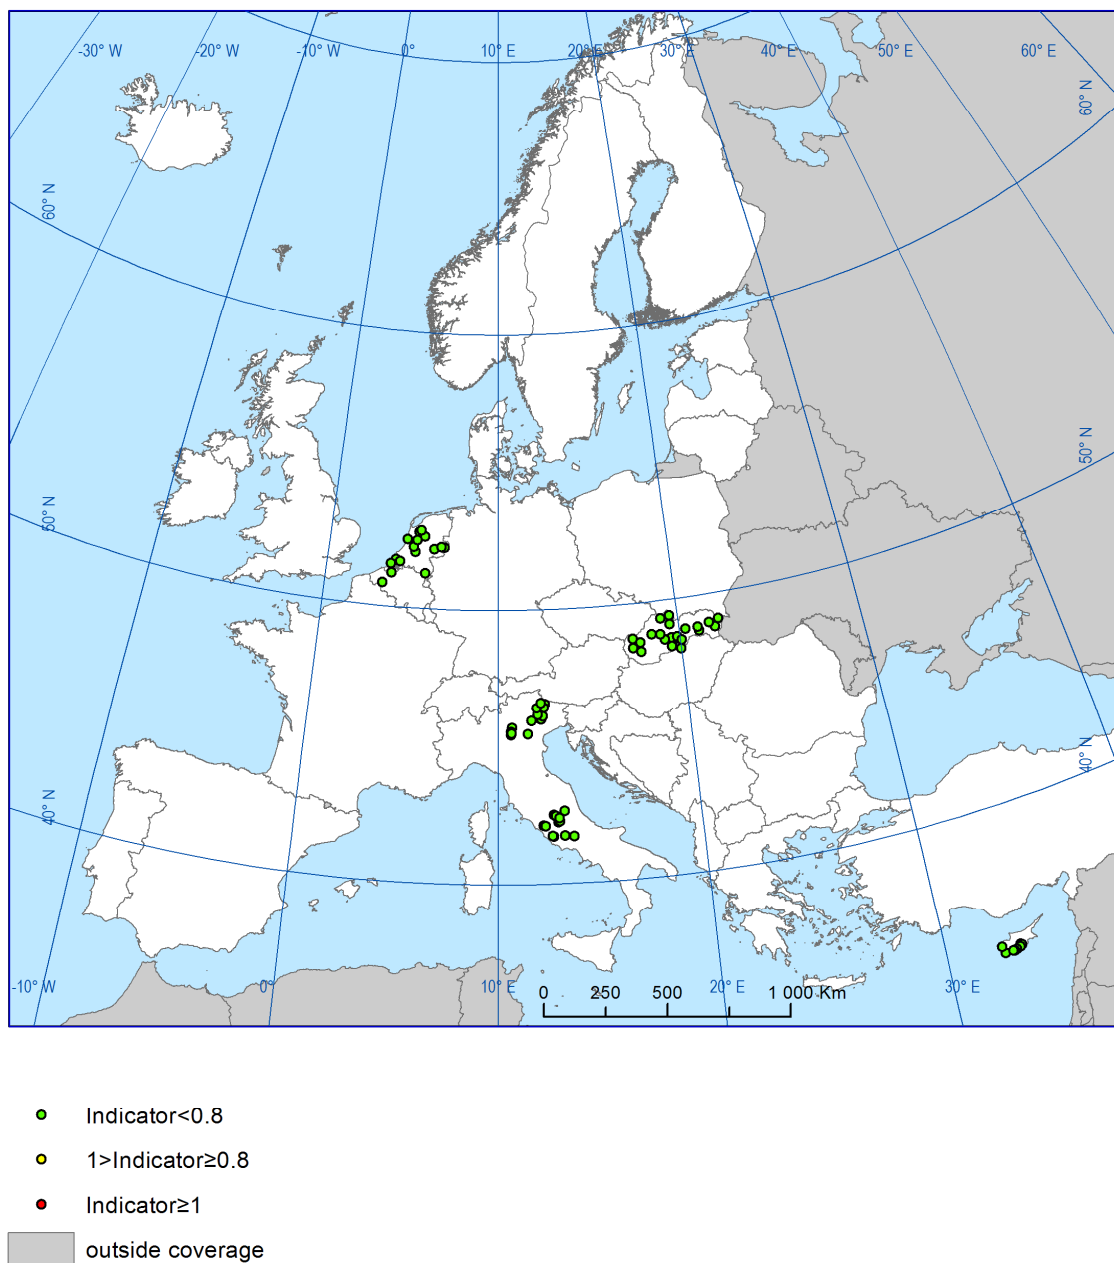 -30° W -20° W -10° W 0° 10° E 20° E 30° E 40° E 50° E 60° E
60° N
60° N
50° N
50° N
40° N
40° N
-10° W 0° 10° E 20° E 30° E
0 250 500 1 000 Km
Indicator<0.8
1>Indicator≥0.8
Indicator≥1
outside coverage